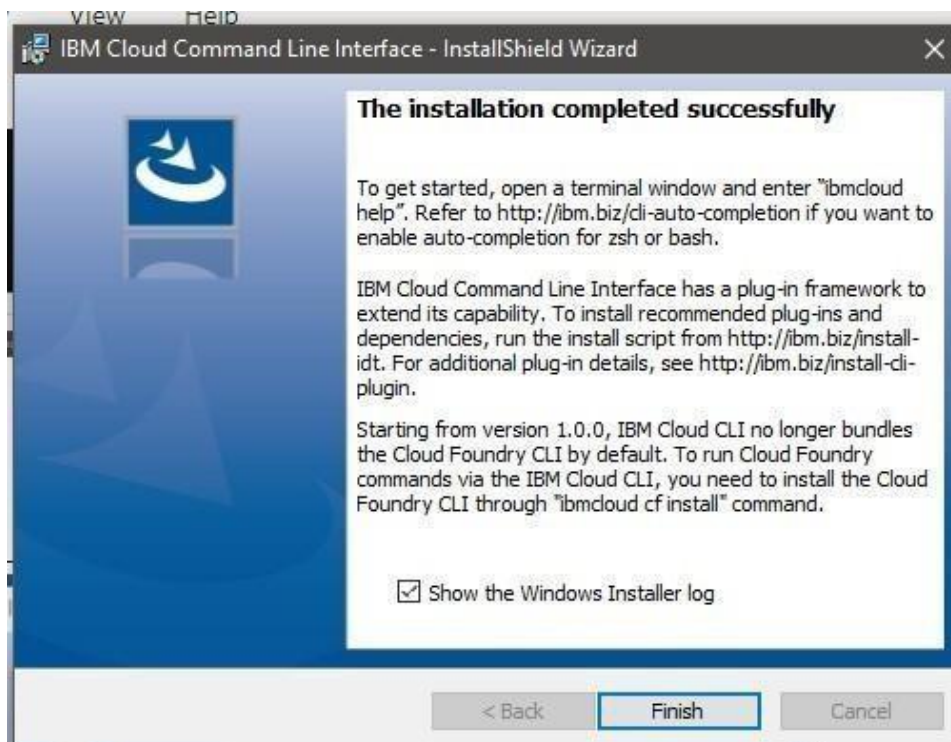 View Help
IBM Cloud Command Line Interface - InstallShield Wizard
The installation completed successfully
To get started, open a terminal window and enter "ibmcloud
help". Refer to http://ibm.biz/cli-auto-completion if you want to
enable auto-completion for zsh or bash.
IBM Cloud Command Line Interface has a plug-in framework to
extend its capability. To install recommended plug-ins and
dependencies, run the install script from http://ibm.biz/install-
idt. For additional plug-in details, see http://ibm.biz/install-cli-
plugin.
Starting from version 1.0.0, IBM Cloud CLI no longer bundles
the Cloud Foundry CLI by default. To run Cloud Foundry
commands via the IBM Cloud CLI, you need to install the Cloud
Foundry CLI through "ibmcloud cf install" command.
Show the Windows Installer log
< Back Finish Cancel